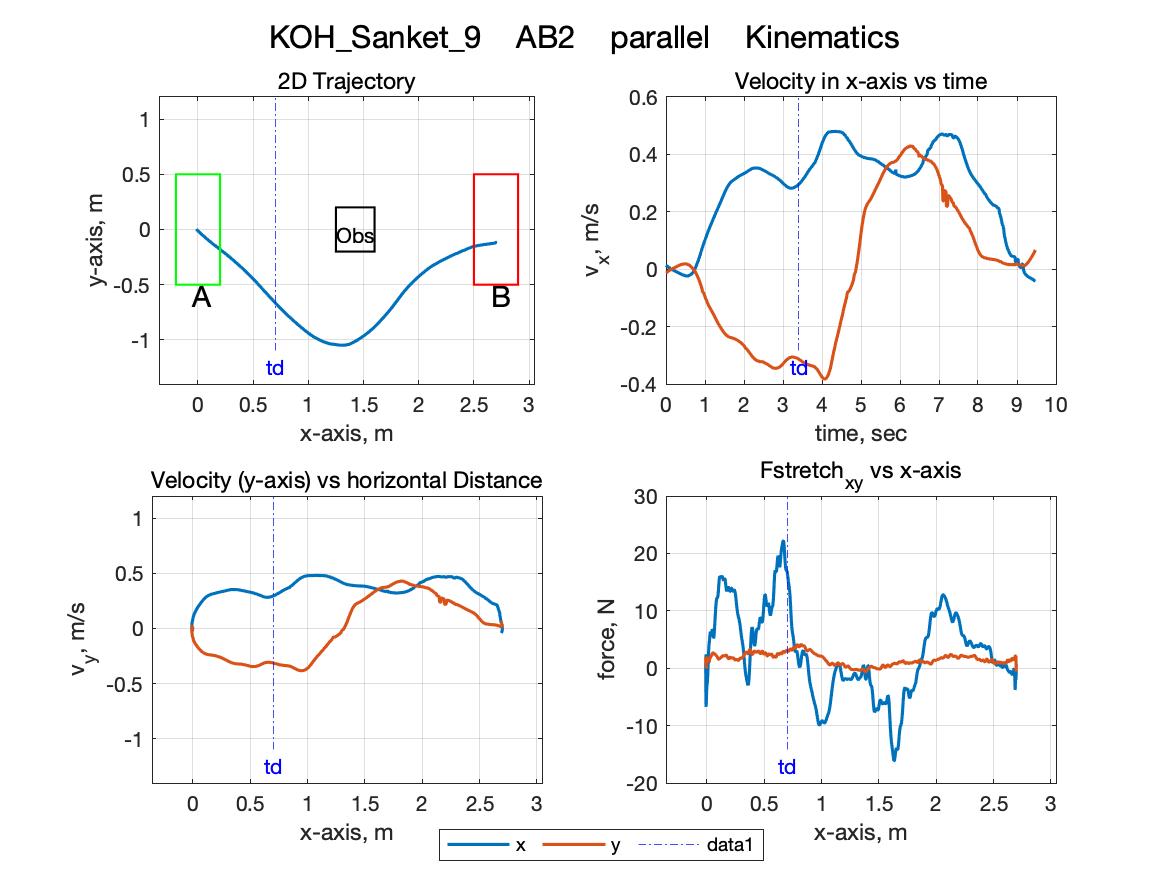 KOH_Sanket_9 AB2 parallel Kinematics
2D Trajectory
y-axis, m
1
0.5
0
-0.5
-1
Obs
A
B
td
0 0.5 1 1.5 2 2.5 3
x-axis, m
Velocity in x-axis vs time
vx, m/s
0.6
0.4
0.2
0
-0.2
-0.4
td
0 1 2 3 4 5 6 7 8 9 10
time, sec
Velocity (y-axis) vs horizontal Distance
vy, m/s
1
0.5
0
-0.5
-1
td
0 0.5 1 1.5 2 2.5 3
x-axis, m
Fstretchxy vs x-axis
force, N
30
20
10
0
-10
-20
td
0 0.5 1 1.5 2 2.5 3
x-axis, m
x y data1